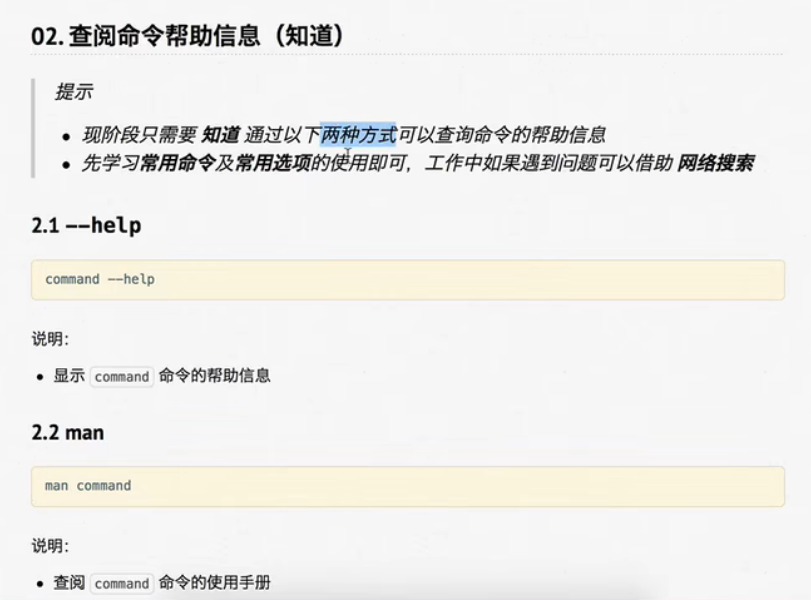 02. 查阅命令帮助信息（知道）
提示
• 现阶段只需要 知道 通过以下两种方式可以查询命令的帮助信息
• 先学习常用命令及常用选项的使用即可，工作中如果遇到问题可以借助 网络搜索
2.1 --help
command --help
说明：
• 显示 command 命令的帮助信息
2.2 man
man command
说明：
• 查阅 command 命令的使用手册